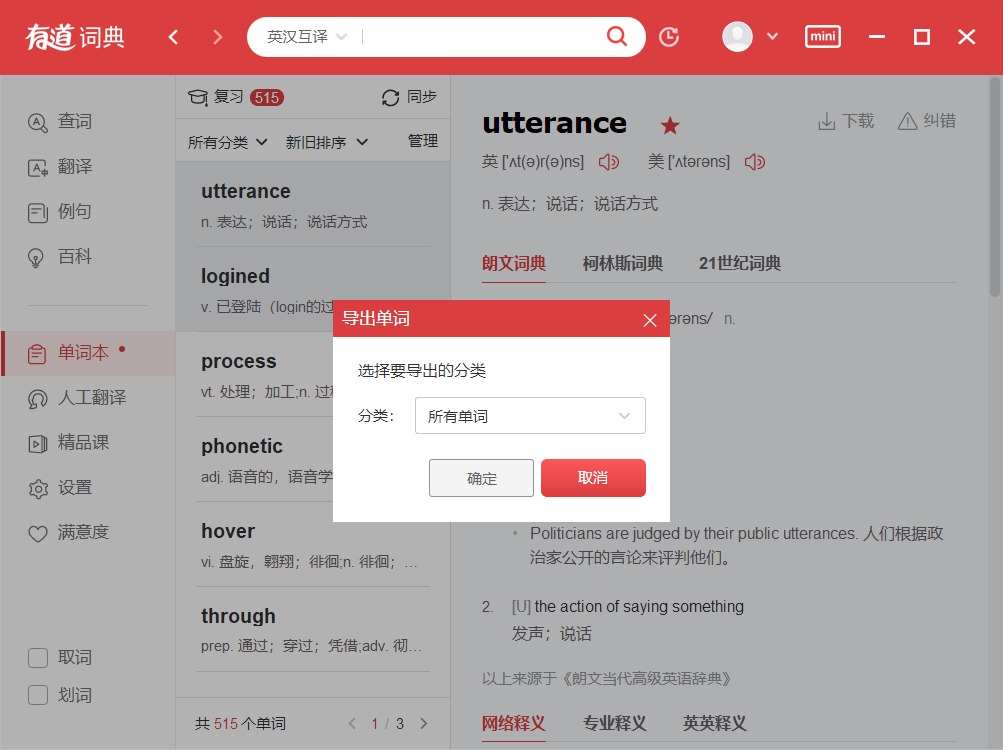 有道 词典
英汉互译
mini
查词
翻译
例句
百科
单词本
人工翻译
精品课
设置
满意度
取词
划词
复习 515
同步
所有分类
新旧排序
管理
utterance
n. 表达；说话；说话方式
logined
v. 已登陆（login的过
process
vt. 处理；加工;n. 过
phonetic
adj. 语音的，语音学
hover
vi. 盘旋，翱翔；徘徊;n. 徘徊；…
through
prep. 通过；穿过；凭借;adv. 彻…
共 515 个单词
1 / 3
utterance
下载
纠错
英 ['ʌt(ə)r(ə)ns]
美 ['ʌtərəns]
n. 表达；说话；说话方式
朗文词典
柯林斯词典
21世纪词典
ərəns/ n.
导出单词
选择要导出的分类
分类：
所有单词
确定
取消
Politicians are judged by their public utterances. 人们根据政
治家公开的言论来评判他们。
2. [U] the action of saying something
发声；说话
以上来源于《朗文当代高级英语辞典》
网络释义
专业释义
英英释义